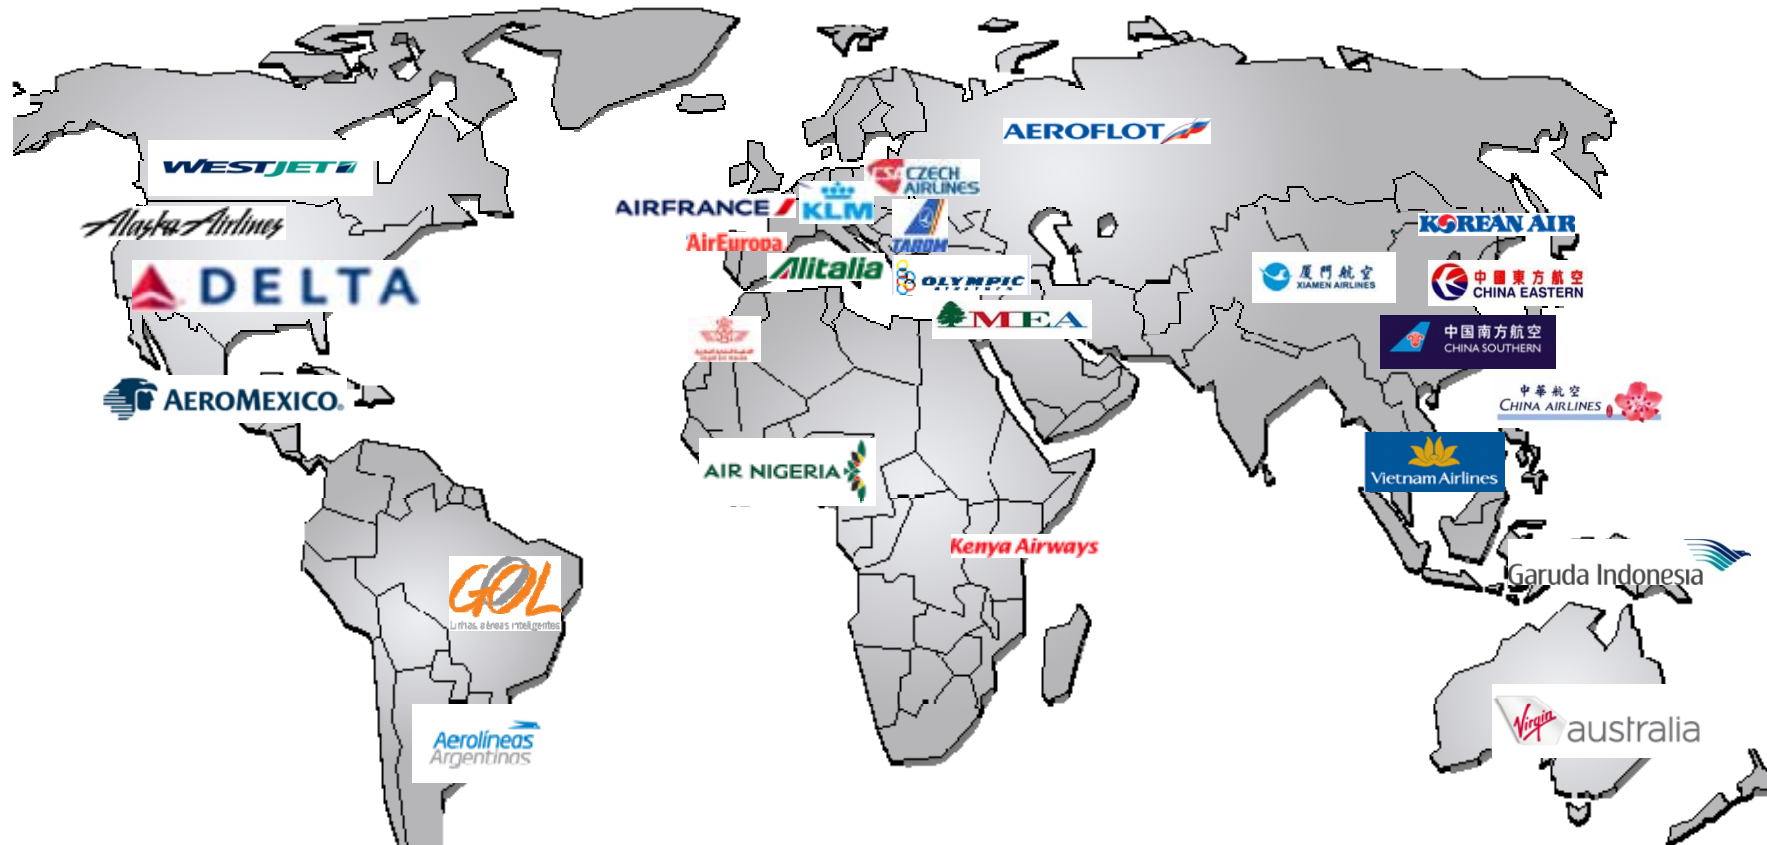 WESTJET
Alaska Airlines
DELTA
AEROMEXICO.
GOL
Linhas aéreas inteligentes
Aerolíneas
Argentinas
AEROFLOT
CSA CZECH
AIRLINES
AIRFRANCE
KLM
TAROM
AirEuropa
Alitalia
OLYMPIC
MEA
AIR NIGERIA
Kenya Airways
KOREAN AIR
厦門航空
XIAMEN AIRLINES
中國東方航空
CHINA EASTERN
中国南方航空
CHINA SOUTHERN
中華航空
CHINA AIRLINES
Vietnam Airlines
Garuda Indonesia
Virgin
australia